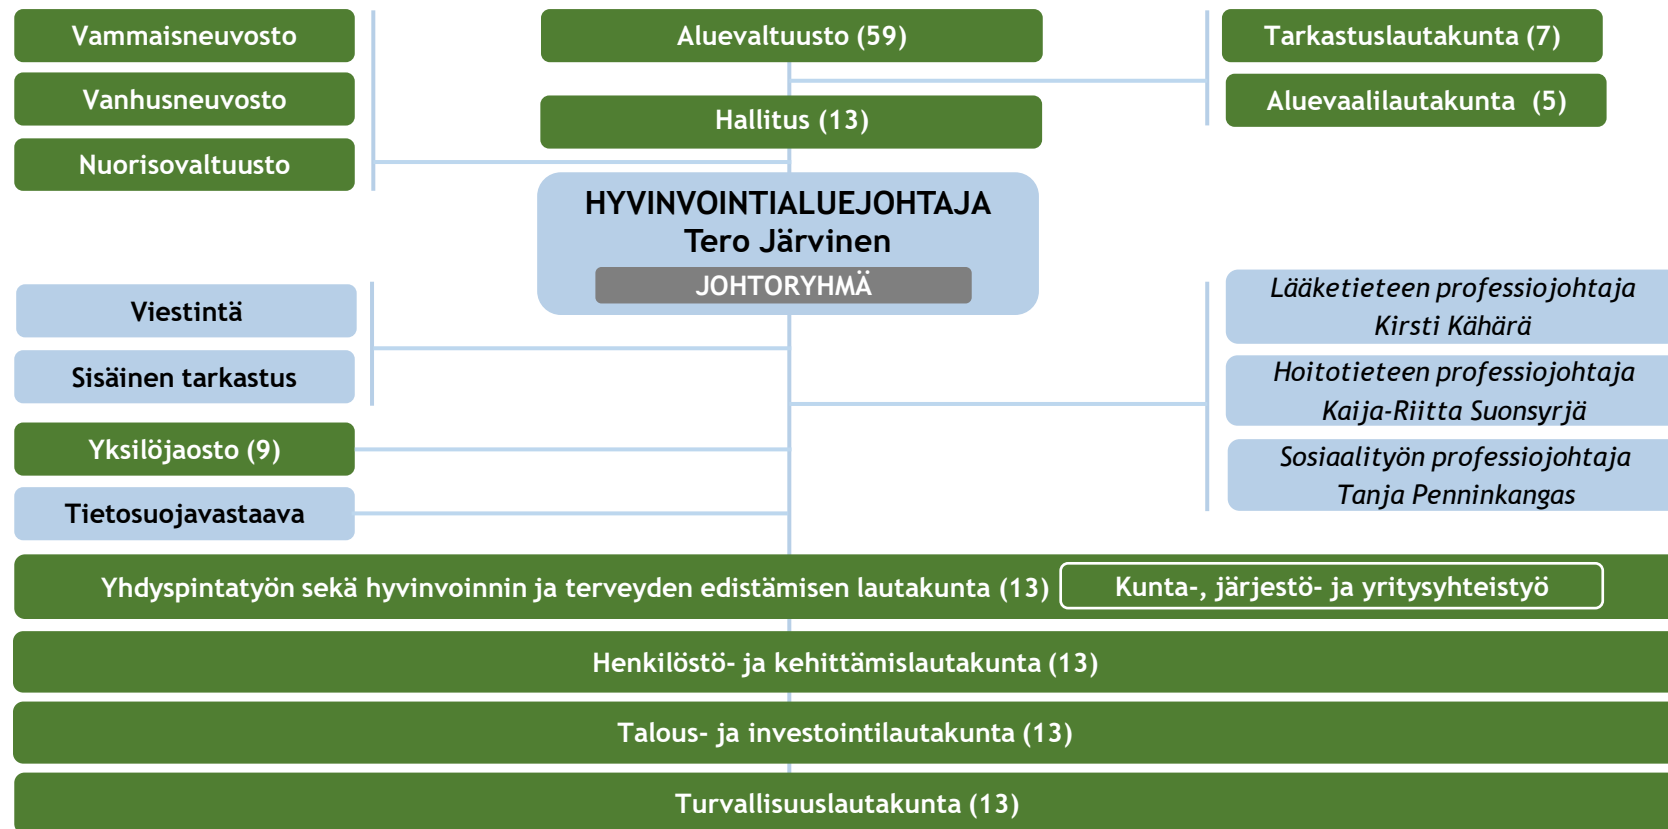 Vammaisneuvosto
Vanhusneuvosto
Nuorisovaltuusto
Aluevaltuusto (59)
Hallitus (13)
Tarkastuslautakunta (7)
Aluevaalilautakunta (5)
HYVINVOINTIALUEJOHTAJA
Tero Järvinen
JOHTORYHMÄ
Viestintä
Sisäinen tarkastus
Yksilöjaosto (9)
Tietosuojavastaava
Lääketieteen professiojohtaja
Kirsti Kähärä
Hoitotieteen professiojohtaja
Kaija-Riitta Suonsyrjä
Sosiaalityön professiojohtaja
Tanja Penninkangas
Yhdyspintatyön sekä hyvinvoinnin ja terveyden edistämisen lautakunta (13)
Kunta-, järjestö- ja yritysyhteistyö
Henkilöstö- ja kehittämislautakunta (13)
Talous- ja investointilautakunta (13)
Turvallisuuslautakunta (13)